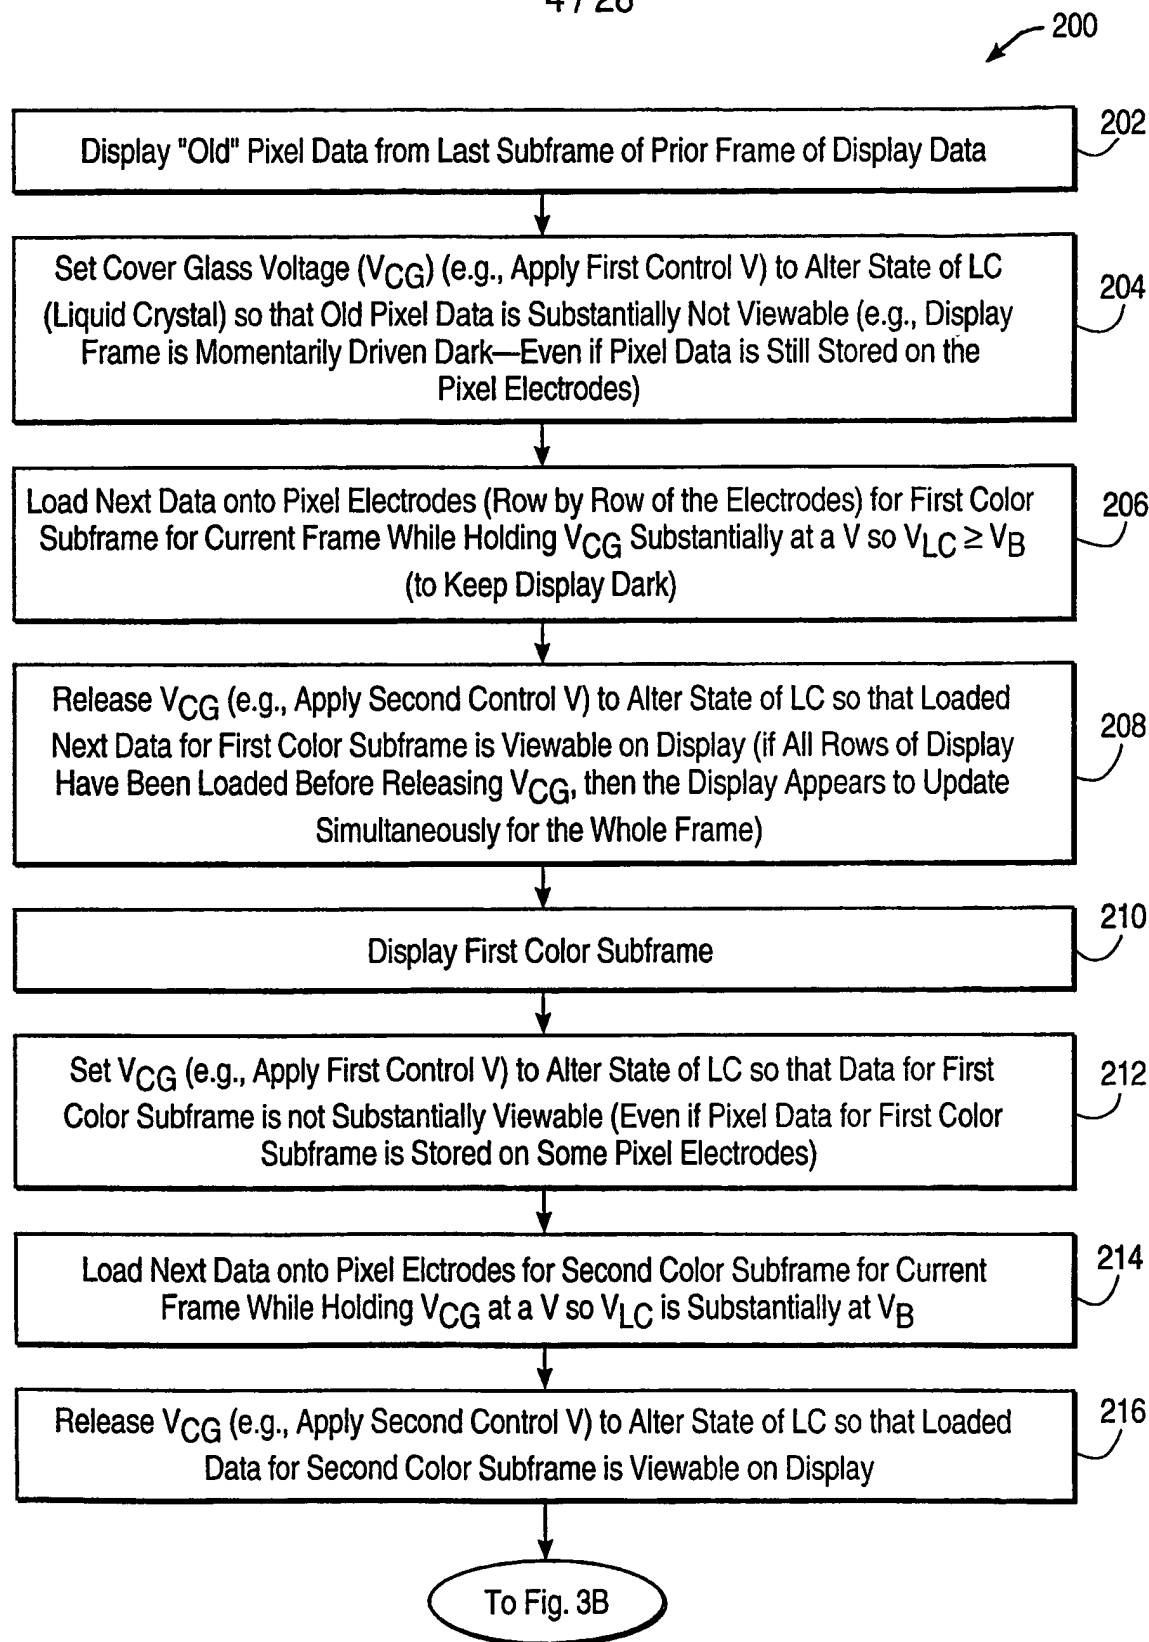 4 / 28
200
202
Display "Old" Pixel Data from Last Subframe of Prior Frame of Display Data
204
Set Cover Glass Voltage (VCG) (e.g., Apply First Control V) to Alter State of LC
(Liquid Crystal) so that Old Pixel Data is Substantially Not Viewable (e.g., Display
Frame is Momentarily Driven Dark—Even if Pixel Data is Still Stored on the
Pixel Electrodes)
206
Load Next Data onto Pixel Electrodes (Row by Row of the Electrodes) for First Color
Subframe for Current Frame While Holding VCG Substantially at a V so VLC ≥ VB
(to Keep Display Dark)
208
Release VCG (e.g., Apply Second Control V) to Alter State of LC so that Loaded
Next Data for First Color Subframe is Viewable on Display (if All Rows of Display
Have Been Loaded Before Releasing VCG, then the Display Appears to Update
Simultaneously for the Whole Frame)
210
Display First Color Subframe
212
Set VCG (e.g., Apply First Control V) to Alter State of LC so that Data for First
Color Subframe is not Substantially Viewable (Even if Pixel Data for First Color
Subframe is Stored on Some Pixel Electrodes)
214
Load Next Data onto Pixel Elctrodes for Second Color Subframe for Current
Frame While Holding VCG at a V so VLC is Substantially at VB
216
Release VCG (e.g., Apply Second Control V) to Alter State of LC so that Loaded
Data for Second Color Subframe is Viewable on Display
To Fig. 3B